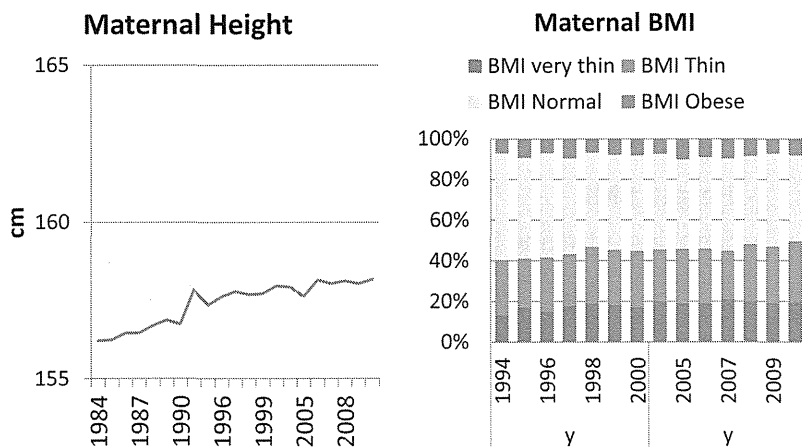 Maternal Height
165
160
155
cm
1984
1987
1990
1996
1999
2005
2008
Maternal BMI
BMI very thin
BMI Thin
BMI Normal
BMI Obese
100%
80%
60%
40%
20%
0%
1994
1996
1998
2000
2005
2007
2009
y
y